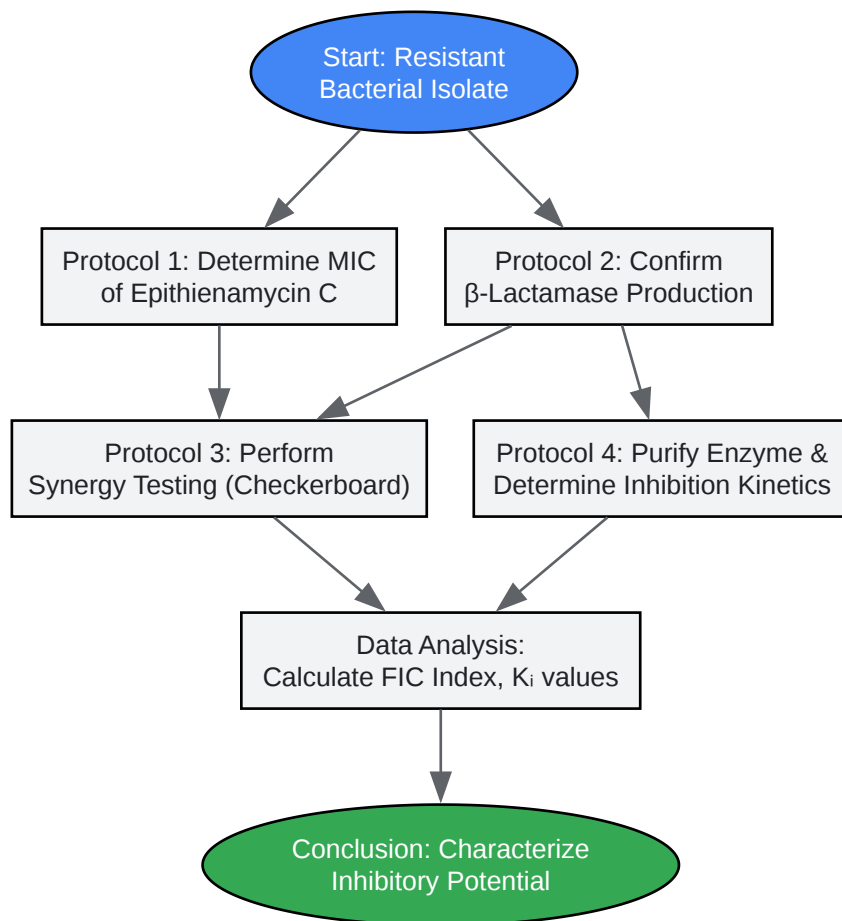 Start: Resistant
Bacterial Isolate
Protocol 1: Determine MIC
of Epithienamycin C
Protocol 2: Confirm
β-Lactamase Production
Protocol 3: Perform
Synergy Testing (Checkerboard)
Protocol 4: Purify Enzyme &
Determine Inhibition Kinetics
Data Analysis:
Calculate FIC Index, Kᵢ values
Conclusion: Characterize
Inhibitory Potential